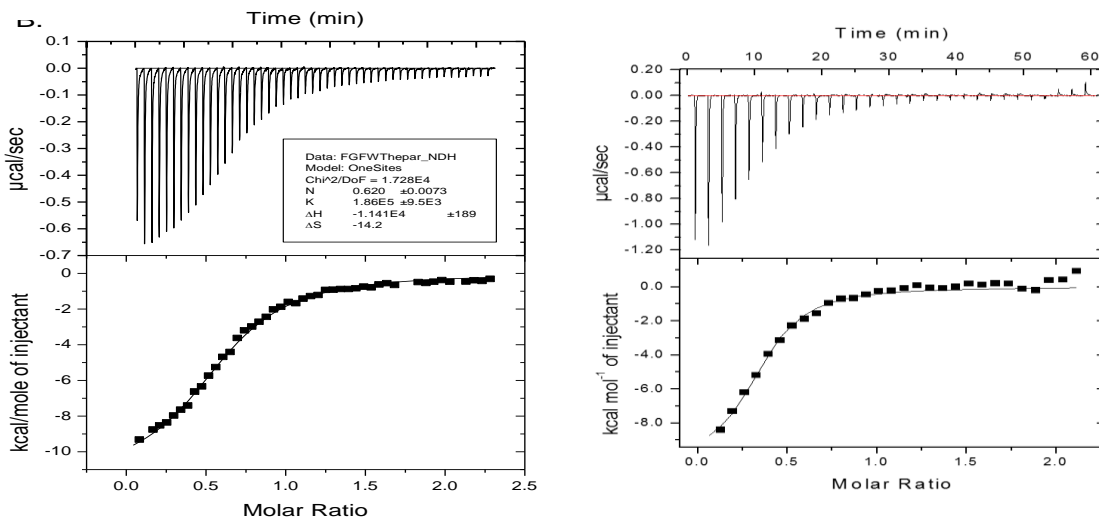 B.
Time (min)
0.1
0.0
-0.1
-0.2
-0.3
-0.4
-0.5
-0.6
-0.7
µcal/sec
Data: FGFWThepar_NDH
Model: OneSites
Chi^2/DoF = 1.728E4
N 0.620 ±0.0073
K 1.86E5 ±9.5E3
ΔH -1.141E4 ±189
ΔS -14.2
0
-2
-4
-6
-8
-10
kcal/mole of injectant
0.0 0.5 1.0 1.5 2.0 2.5
Molar Ratio
Time (min)
0 10 20 30 40 50 60
0.20
0.00
-0.20
-0.40
-0.60
-0.80
-1.00
-1.20
µcal/sec
0.0
-2.0
-4.0
-6.0
-8.0
kcal mol⁻¹ of injectant
0.0 0.5 1.0 1.5 2.0
Molar Ratio